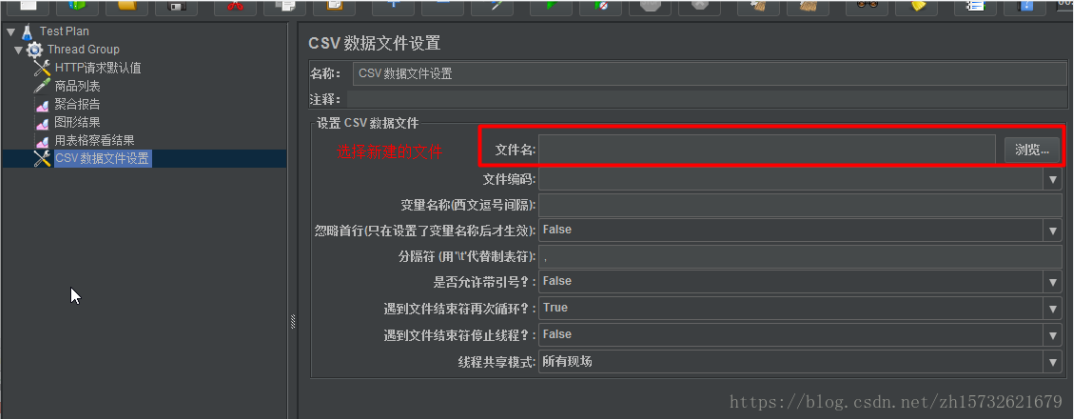 Test Plan
Thread Group
HTTP请求默认值
商品列表
聚合报告
图形结果
用表格察看结果
CSV 数据文件设置
CSV 数据文件设置
名称： CSV 数据文件设置
注释：
设置 CSV 数据文件
选择新建的文件 文件名: 浏览...
文件编码:
变量名称(西文逗号间隔):
忽略首行(只在设置了变量名称后才生效): False
分隔符 (用'\t'代替制表符): ,
是否允许带引号? : False
遇到文件结束符再次循环? : True
遇到文件结束符停止线程? : False
线程共享模式: 所有现场
https://blog.csdn.net/zh15732621679